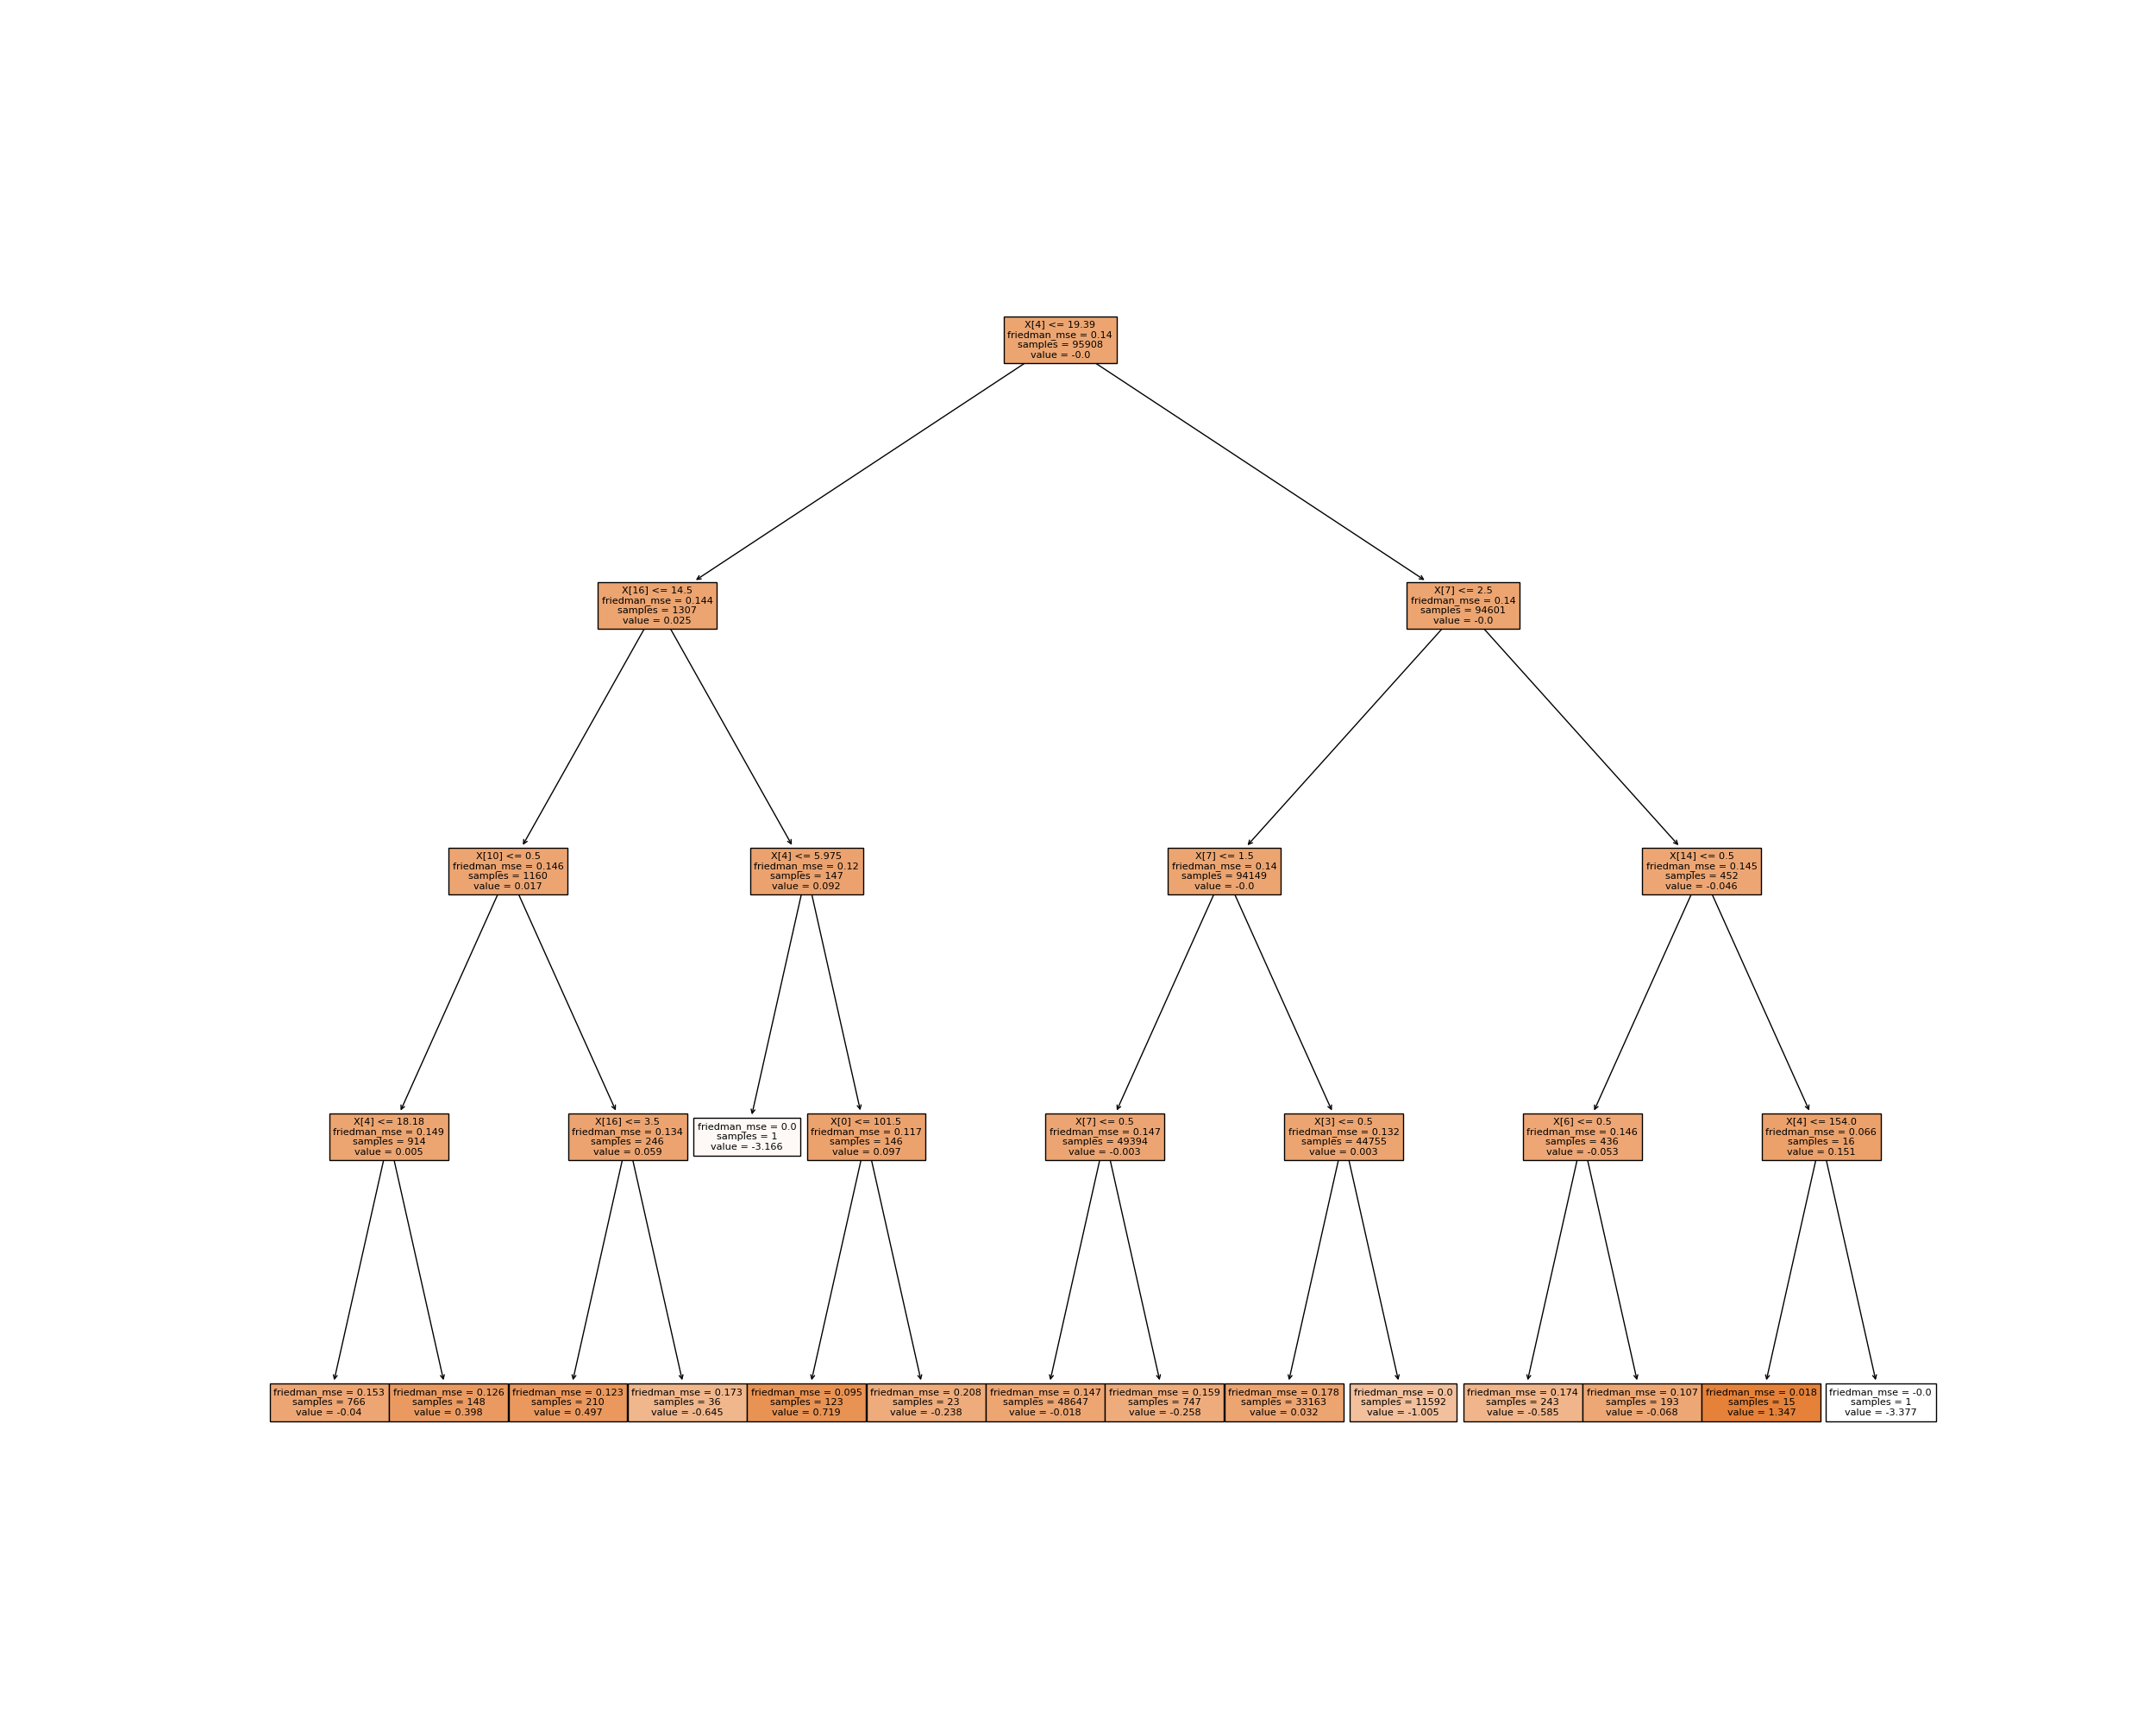 X[4] <= 19.39
friedman_mse = 0.14
samples = 95908
value = -0.0
X[16] <= 14.5
friedman_mse = 0.144
samples = 1307
value = 0.025
X[7] <= 2.5
friedman_mse = 0.14
samples = 94601
value = -0.0
X[10] <= 0.5
friedman_mse = 0.146
samples = 1160
value = 0.017
X[4] <= 5.975
friedman_mse = 0.12
samples = 147
value = 0.092
X[7] <= 1.5
friedman_mse = 0.14
samples = 94149
value = -0.0
X[14] <= 0.5
friedman_mse = 0.145
samples = 452
value = -0.046
X[4] <= 18.18
friedman_mse = 0.149
samples = 914
value = 0.005
X[16] <= 3.5
friedman_mse = 0.134
samples = 246
value = 0.059
friedman_mse = 0.0
samples = 1
value = -3.166
X[0] <= 101.5
friedman_mse = 0.117
samples = 146
value = 0.097
X[7] <= 0.5
friedman_mse = 0.147
samples = 49394
value = -0.003
X[3] <= 0.5
friedman_mse = 0.132
samples = 44755
value = 0.003
X[6] <= 0.5
friedman_mse = 0.146
samples = 436
value = -0.053
X[4] <= 154.0
friedman_mse = 0.066
samples = 16
value = 0.151
friedman_mse = 0.153
samples = 766
value = -0.04
friedman_mse = 0.126
samples = 148
value = 0.398
friedman_mse = 0.123
samples = 210
value = 0.497
friedman_mse = 0.173
samples = 36
value = -0.645
friedman_mse = 0.095
samples = 123
value = 0.719
friedman_mse = 0.208
samples = 23
value = -0.238
friedman_mse = 0.147
samples = 48647
value = -0.018
friedman_mse = 0.159
samples = 747
value = -0.258
friedman_mse = 0.178
samples = 33163
value = 0.032
friedman_mse = 0.0
samples = 11592
value = -1.005
friedman_mse = 0.174
samples = 243
value = -0.585
friedman_mse = 0.107
samples = 193
value = -0.068
friedman_mse = 0.018
samples = 15
value = 1.347
friedman_mse = -0.0
samples = 1
value = -3.377